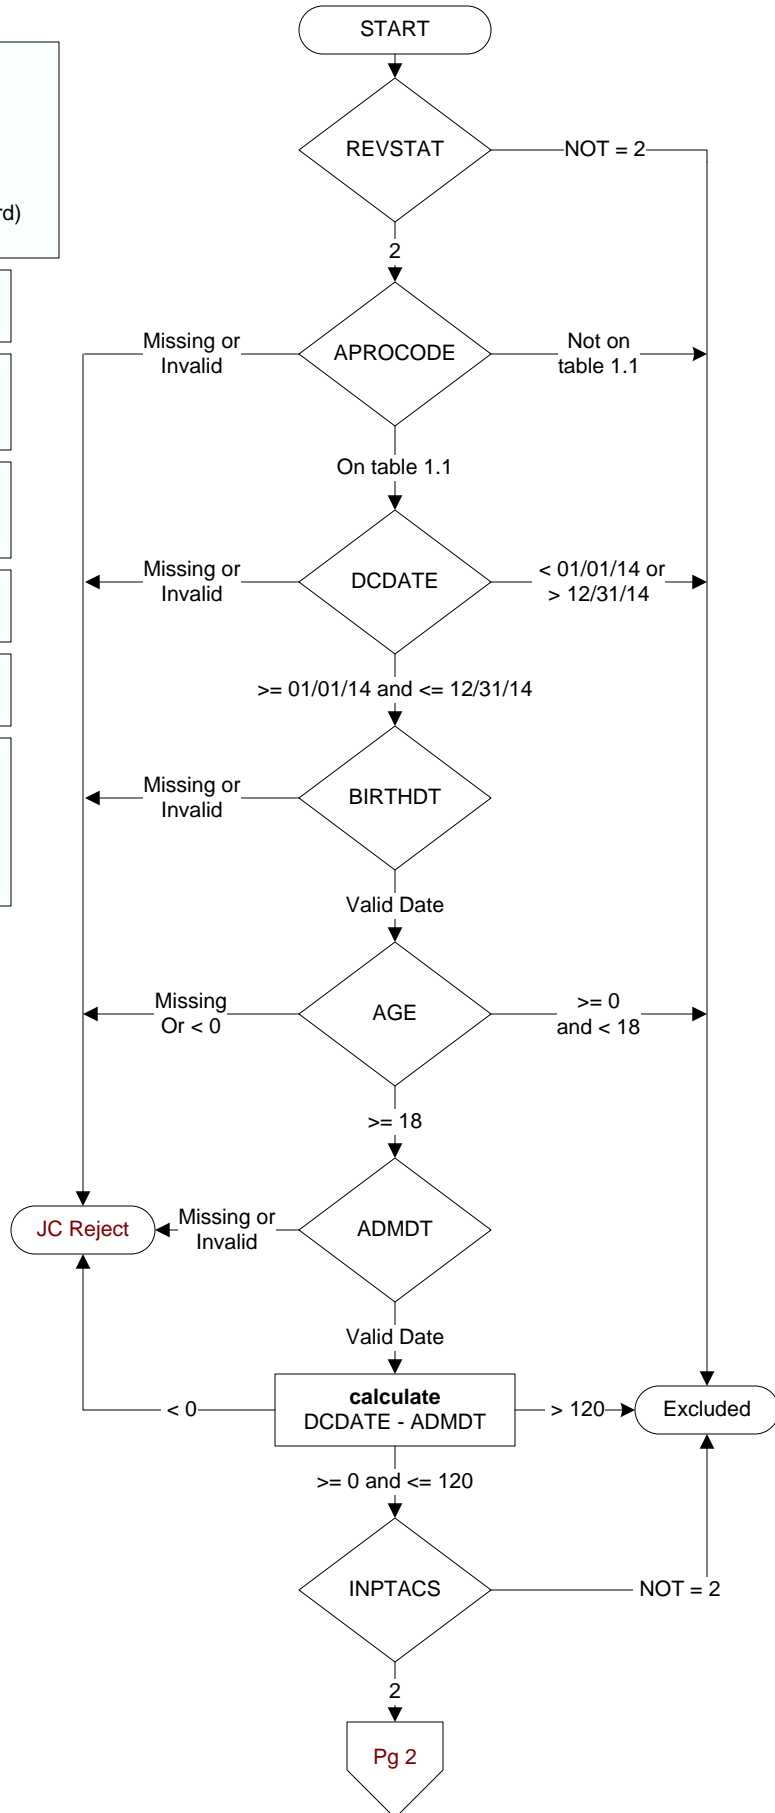 START
rd)
REVSTAT
NOT = 2
2
Missing or
Invalid
APROCODE
Not on
table 1.1
On table 1.1
Missing or
Invalid
DCDATE
< 01/01/14 or
> 12/31/14
>= 01/01/14 and <= 12/31/14
Missing or
Invalid
BIRTHDT
Valid Date
Missing
Or < 0
AGE
>= 0
and < 18
>= 18
JC Reject
Missing or
Invalid
ADMDT
Valid Date
< 0
calculate
DCDATE - ADMDT
> 120
Excluded
>= 0 and <= 120
INPTACS
NOT = 2
2
Pg 2